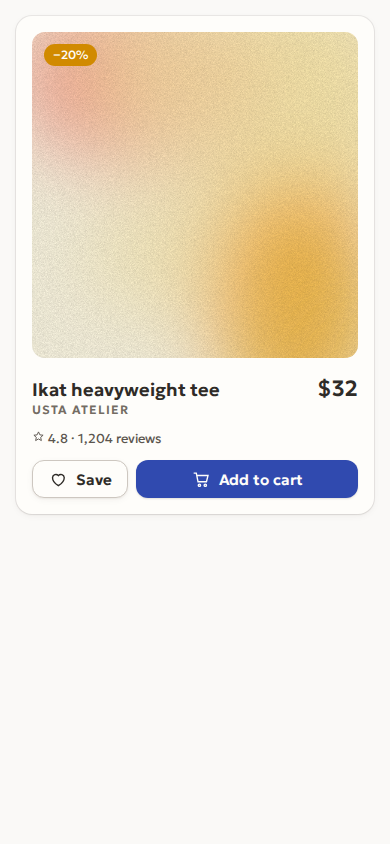 −20%
Ikat heavyweight tee
$32
USTA ATELIER
4.8 · 1,204 reviews
Save
Add to cart